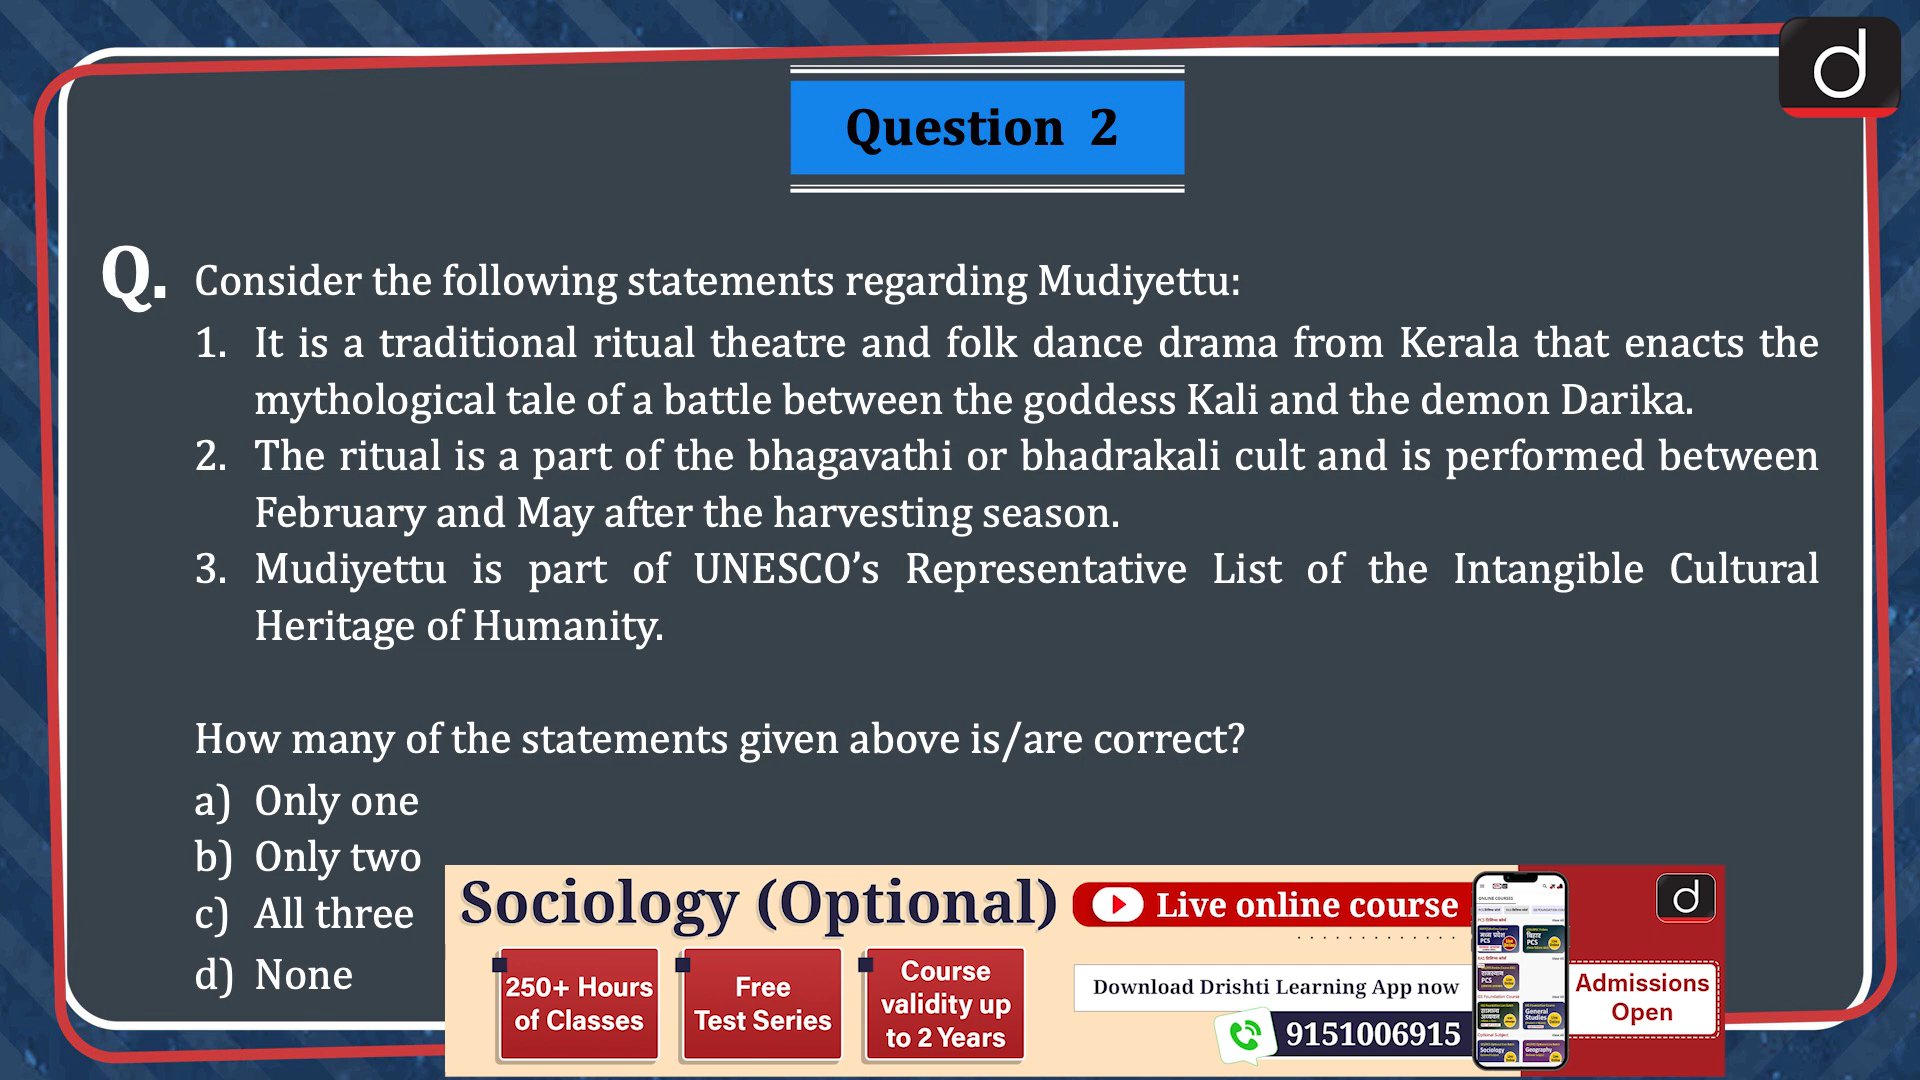 d
Question 2
Q. Consider the following statements regarding Mudiyettu:
1. It is a traditional ritual theatre and folk dance drama from Kerala that enacts the
mythological tale of a battle between the goddess Kali and the demon Darika.
2. The ritual is a part of the bhagavathi or bhadrakali cult and is performed between
February and May after the harvesting season.
3. Mudiyettu is part of UNESCO’s Representative List of the Intangible Cultural
Heritage of Humanity.
How many of the statements given above is/are correct?
a) Only one
b) Only two
c) All three
d) None
Sociology (Optional)
250+ Hours
of Classes
Free
Test Series
Course
validity up
to 2 Years
Live online course
Download Drishti Learning App now
9151006915
d
Admissions
Open